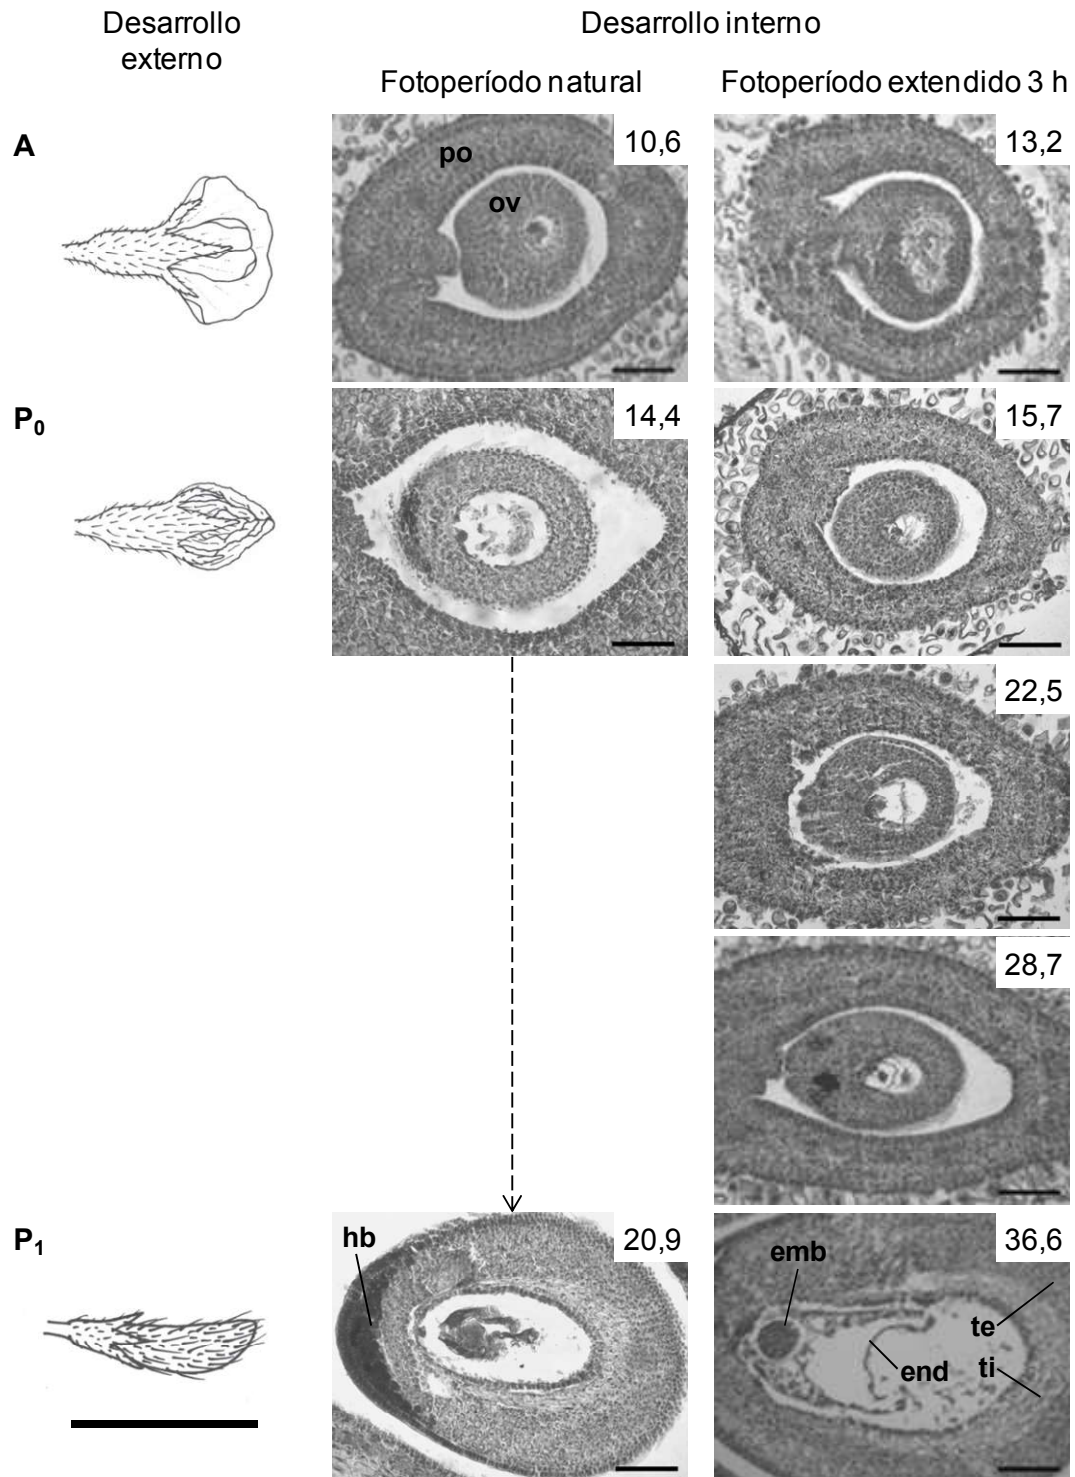 Desarrollo
externo
Desarrollo interno
Fotoperíodo natural
Fotoperíodo extendido 3 h
A
10,6
po
ov
13,2
P0
14,4
15,7
22,5
28,7
P1
hb
20,9
36,6
emb
te
end
ti